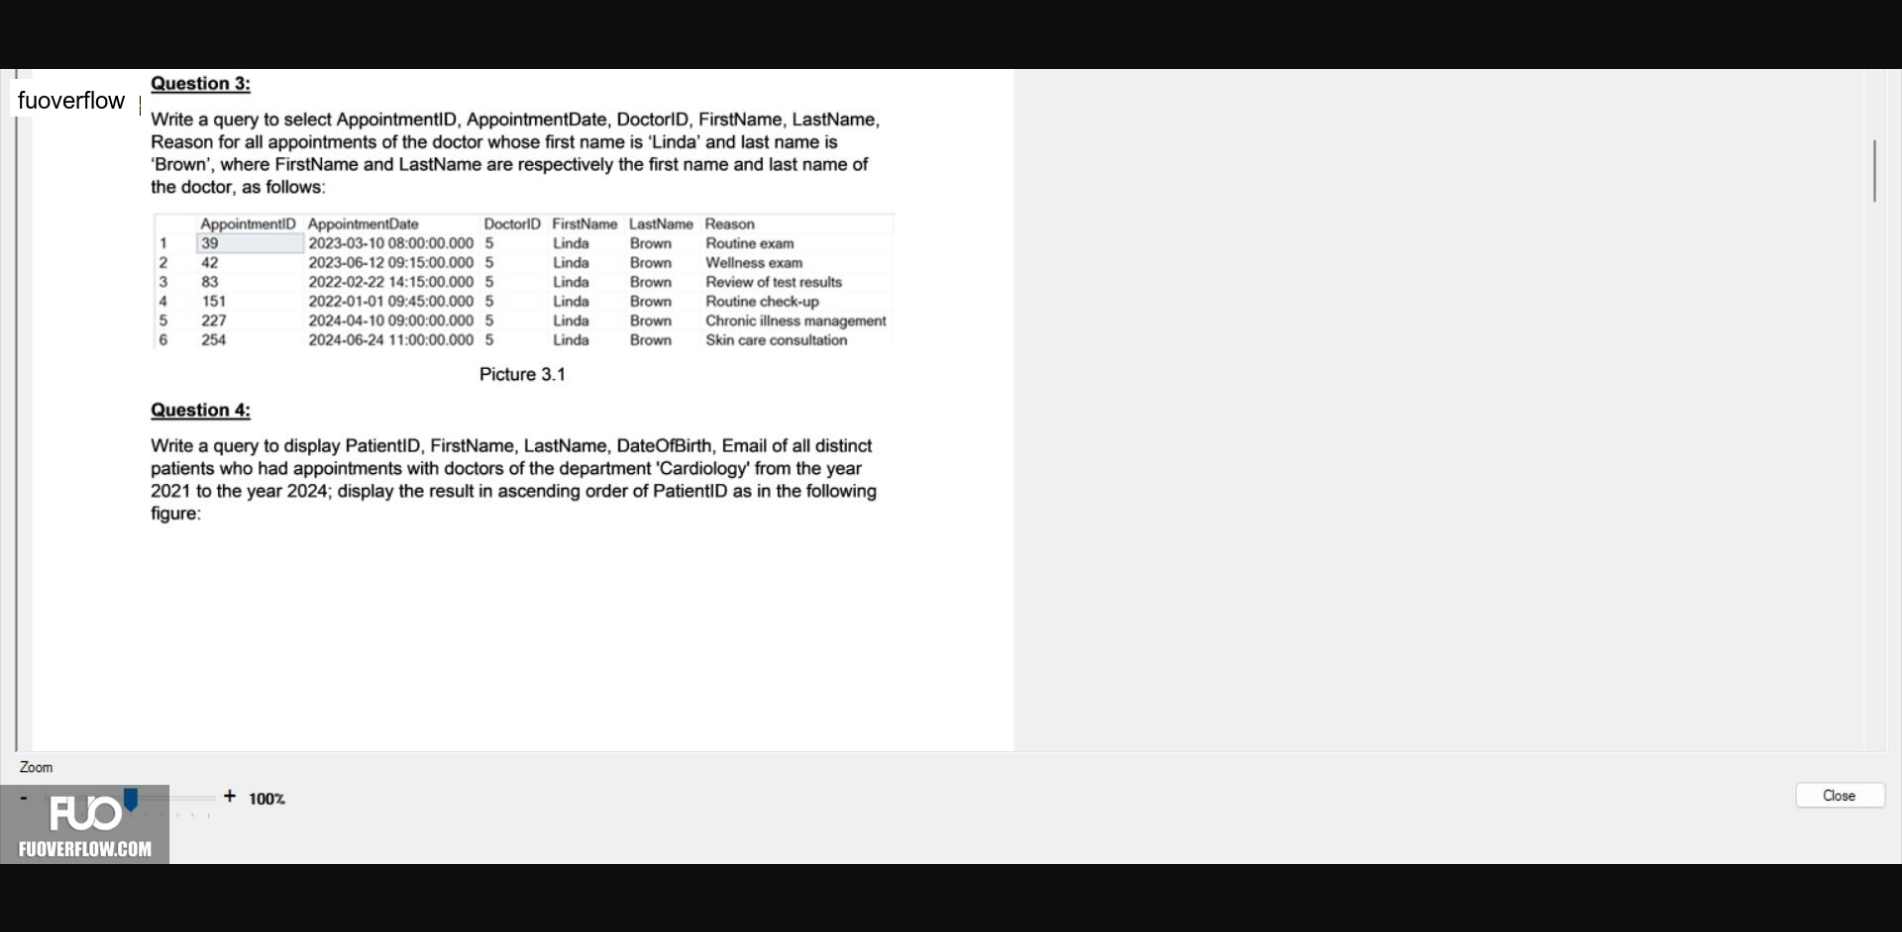 Question 3:
fuoverflow
Write a query to select AppointmentID, AppointmentDate, DoctorID, FirstName, LastName,
Reason for all appointments of the doctor whose first name is ‘Linda’ and last name is
‘Brown’, where FirstName and LastName are respectively the first name and last name of
the doctor, as follows:
AppointmentID AppointmentDate DoctorID FirstName LastName Reason
1 39 2023-03-10 08:00:00.000 5 Linda Brown Routine exam
2 42 2023-06-12 09:15:00.000 5 Linda Brown Wellness exam
3 83 2022-02-22 14:15:00.000 5 Linda Brown Review of test results
4 151 2022-01-01 09:45:00.000 5 Linda Brown Routine check-up
5 227 2024-04-10 09:00:00.000 5 Linda Brown Chronic illness management
6 254 2024-06-24 11:00:00.000 5 Linda Brown Skin care consultation
Picture 3.1
Question 4:
Write a query to display PatientID, FirstName, LastName, DateOfBirth, Email of all distinct
patients who had appointments with doctors of the department 'Cardiology' from the year
2021 to the year 2024; display the result in ascending order of PatientID as in the following
figure:
Zoom
- + 100%
Close
FUO
FUOVERFLOW.COM